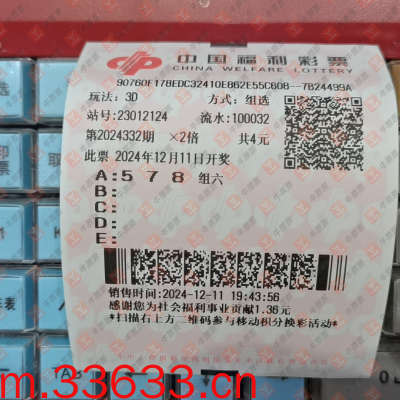 中国福利彩票
CHINA WELFARE LOTTERY
90760F178EDC32410E862E55C60B--7B24499A
玩法:3D 方式:组选
站号:23012124 流水:100032
第2024332期 ×2倍 共4元
此票 2024年12月11日开奖
A:5 7 8 组六
B:
C:
D:
E:
销售时间:2024-12-11 19:43:56
感谢您为社会福利事业贡献1.36元
*扫描右上方二维码参与移动积分换彩活动*
TAB
m.33633.cn